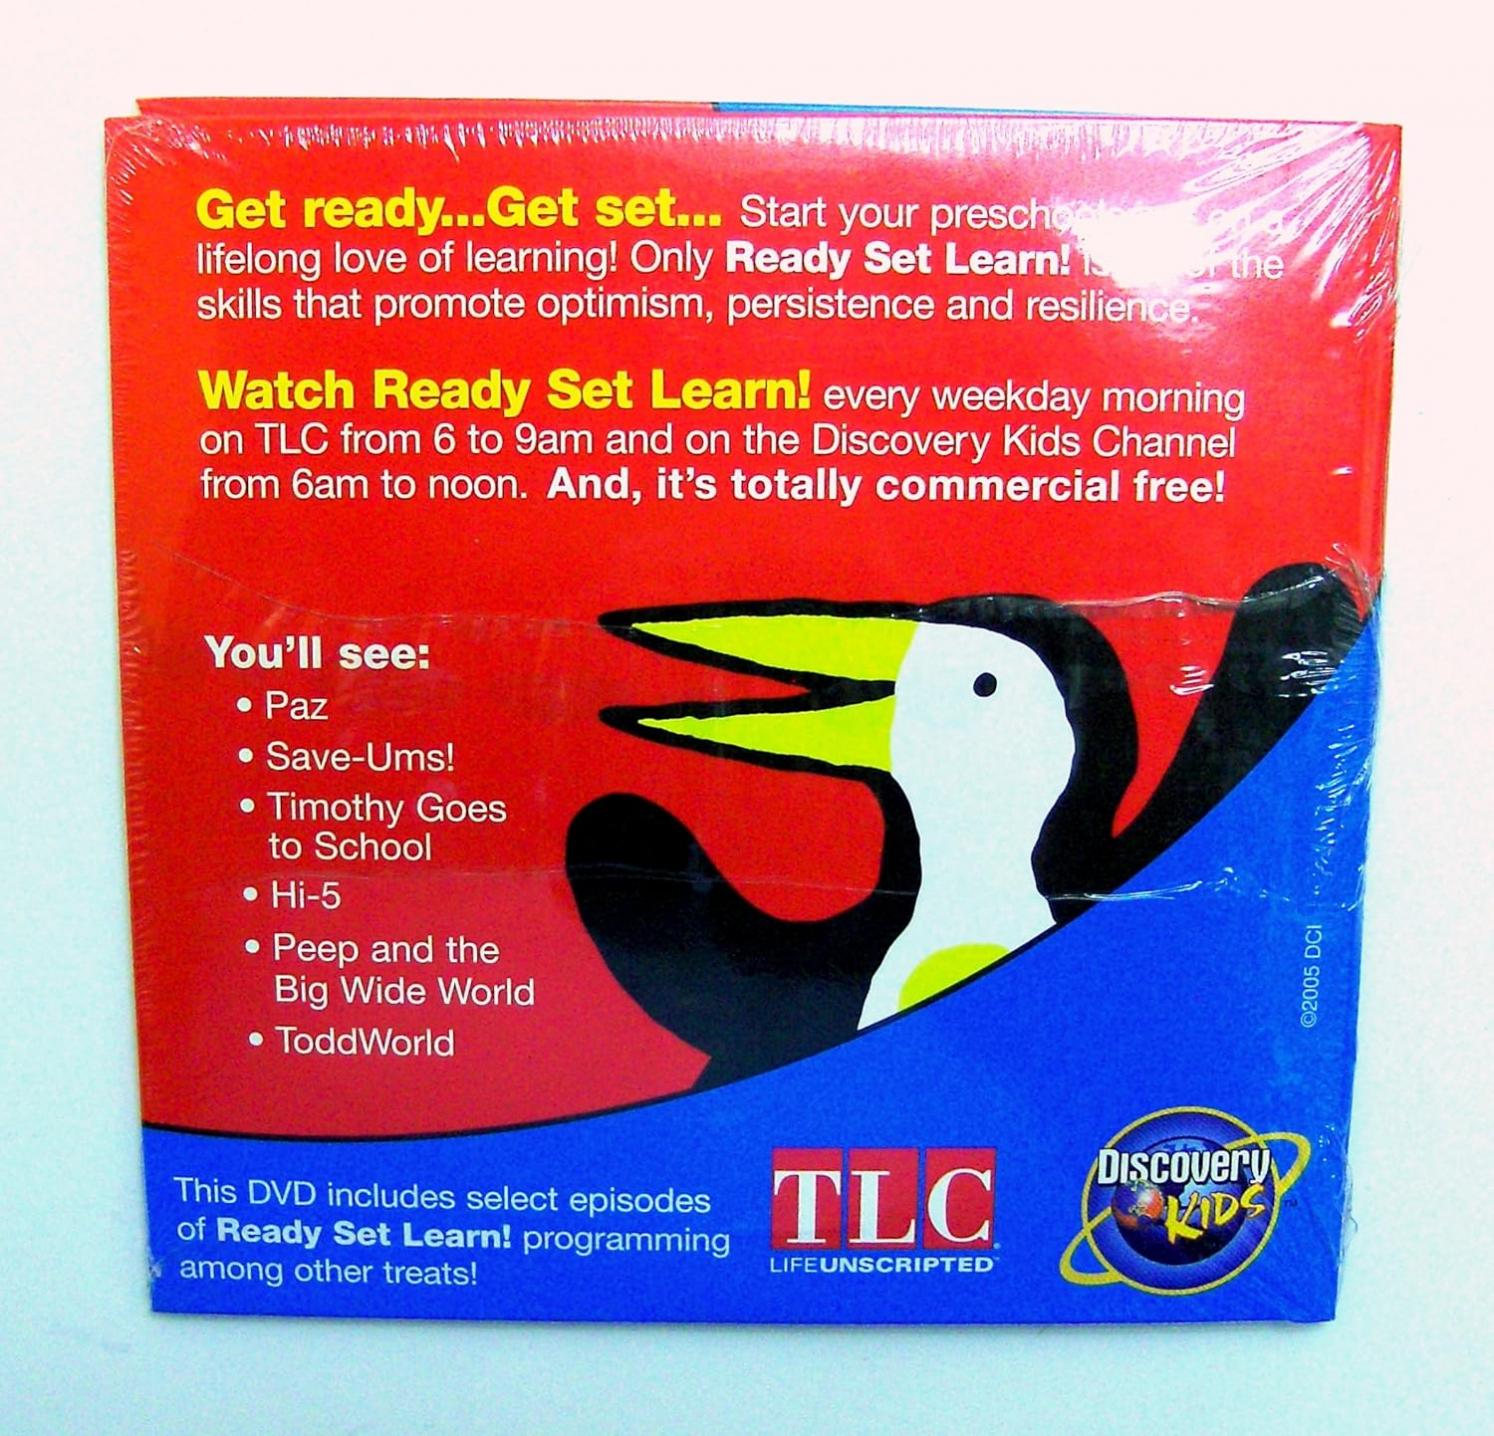 Get ready...Get set... Start your
lifelong love of learning! Only Ready Set Learn! the
skills that promote optimism, persistence and resilience.
Watch Ready Set Learn! every weekday morning
on TLC from 6 to 9am and on the Discovery Kids Channel
from 6am to noon. And, it's totally commercial free!
You'll see:
• Paz
• Save-Ums!
• Timothy Goes
to School
• Hi-5
• Peep and the
Big Wide World
• ToddWorld
©2005 DCI
This DVD includes select episodes
of Ready Set Learn! programming
among other treats!
TLC
LIFEUNSCRIPTED™
DISCOVERY
KIDS™